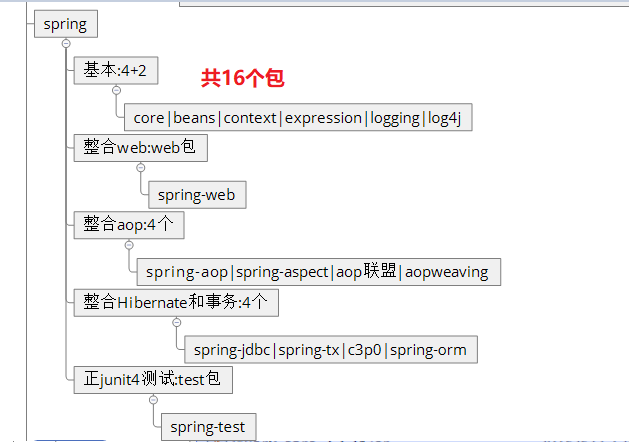 spring
基本:4+2
共16个包
core|beans|context|expression|logging|log4j
整合web:web包
spring-web
整合aop:4个
spring-aop|spring-aspect|aop联盟|aopweaving
整合Hibernate和事务:4个
spring-jdbc|spring-tx|c3p0|spring-orm
正junit4测试:test包
spring-test